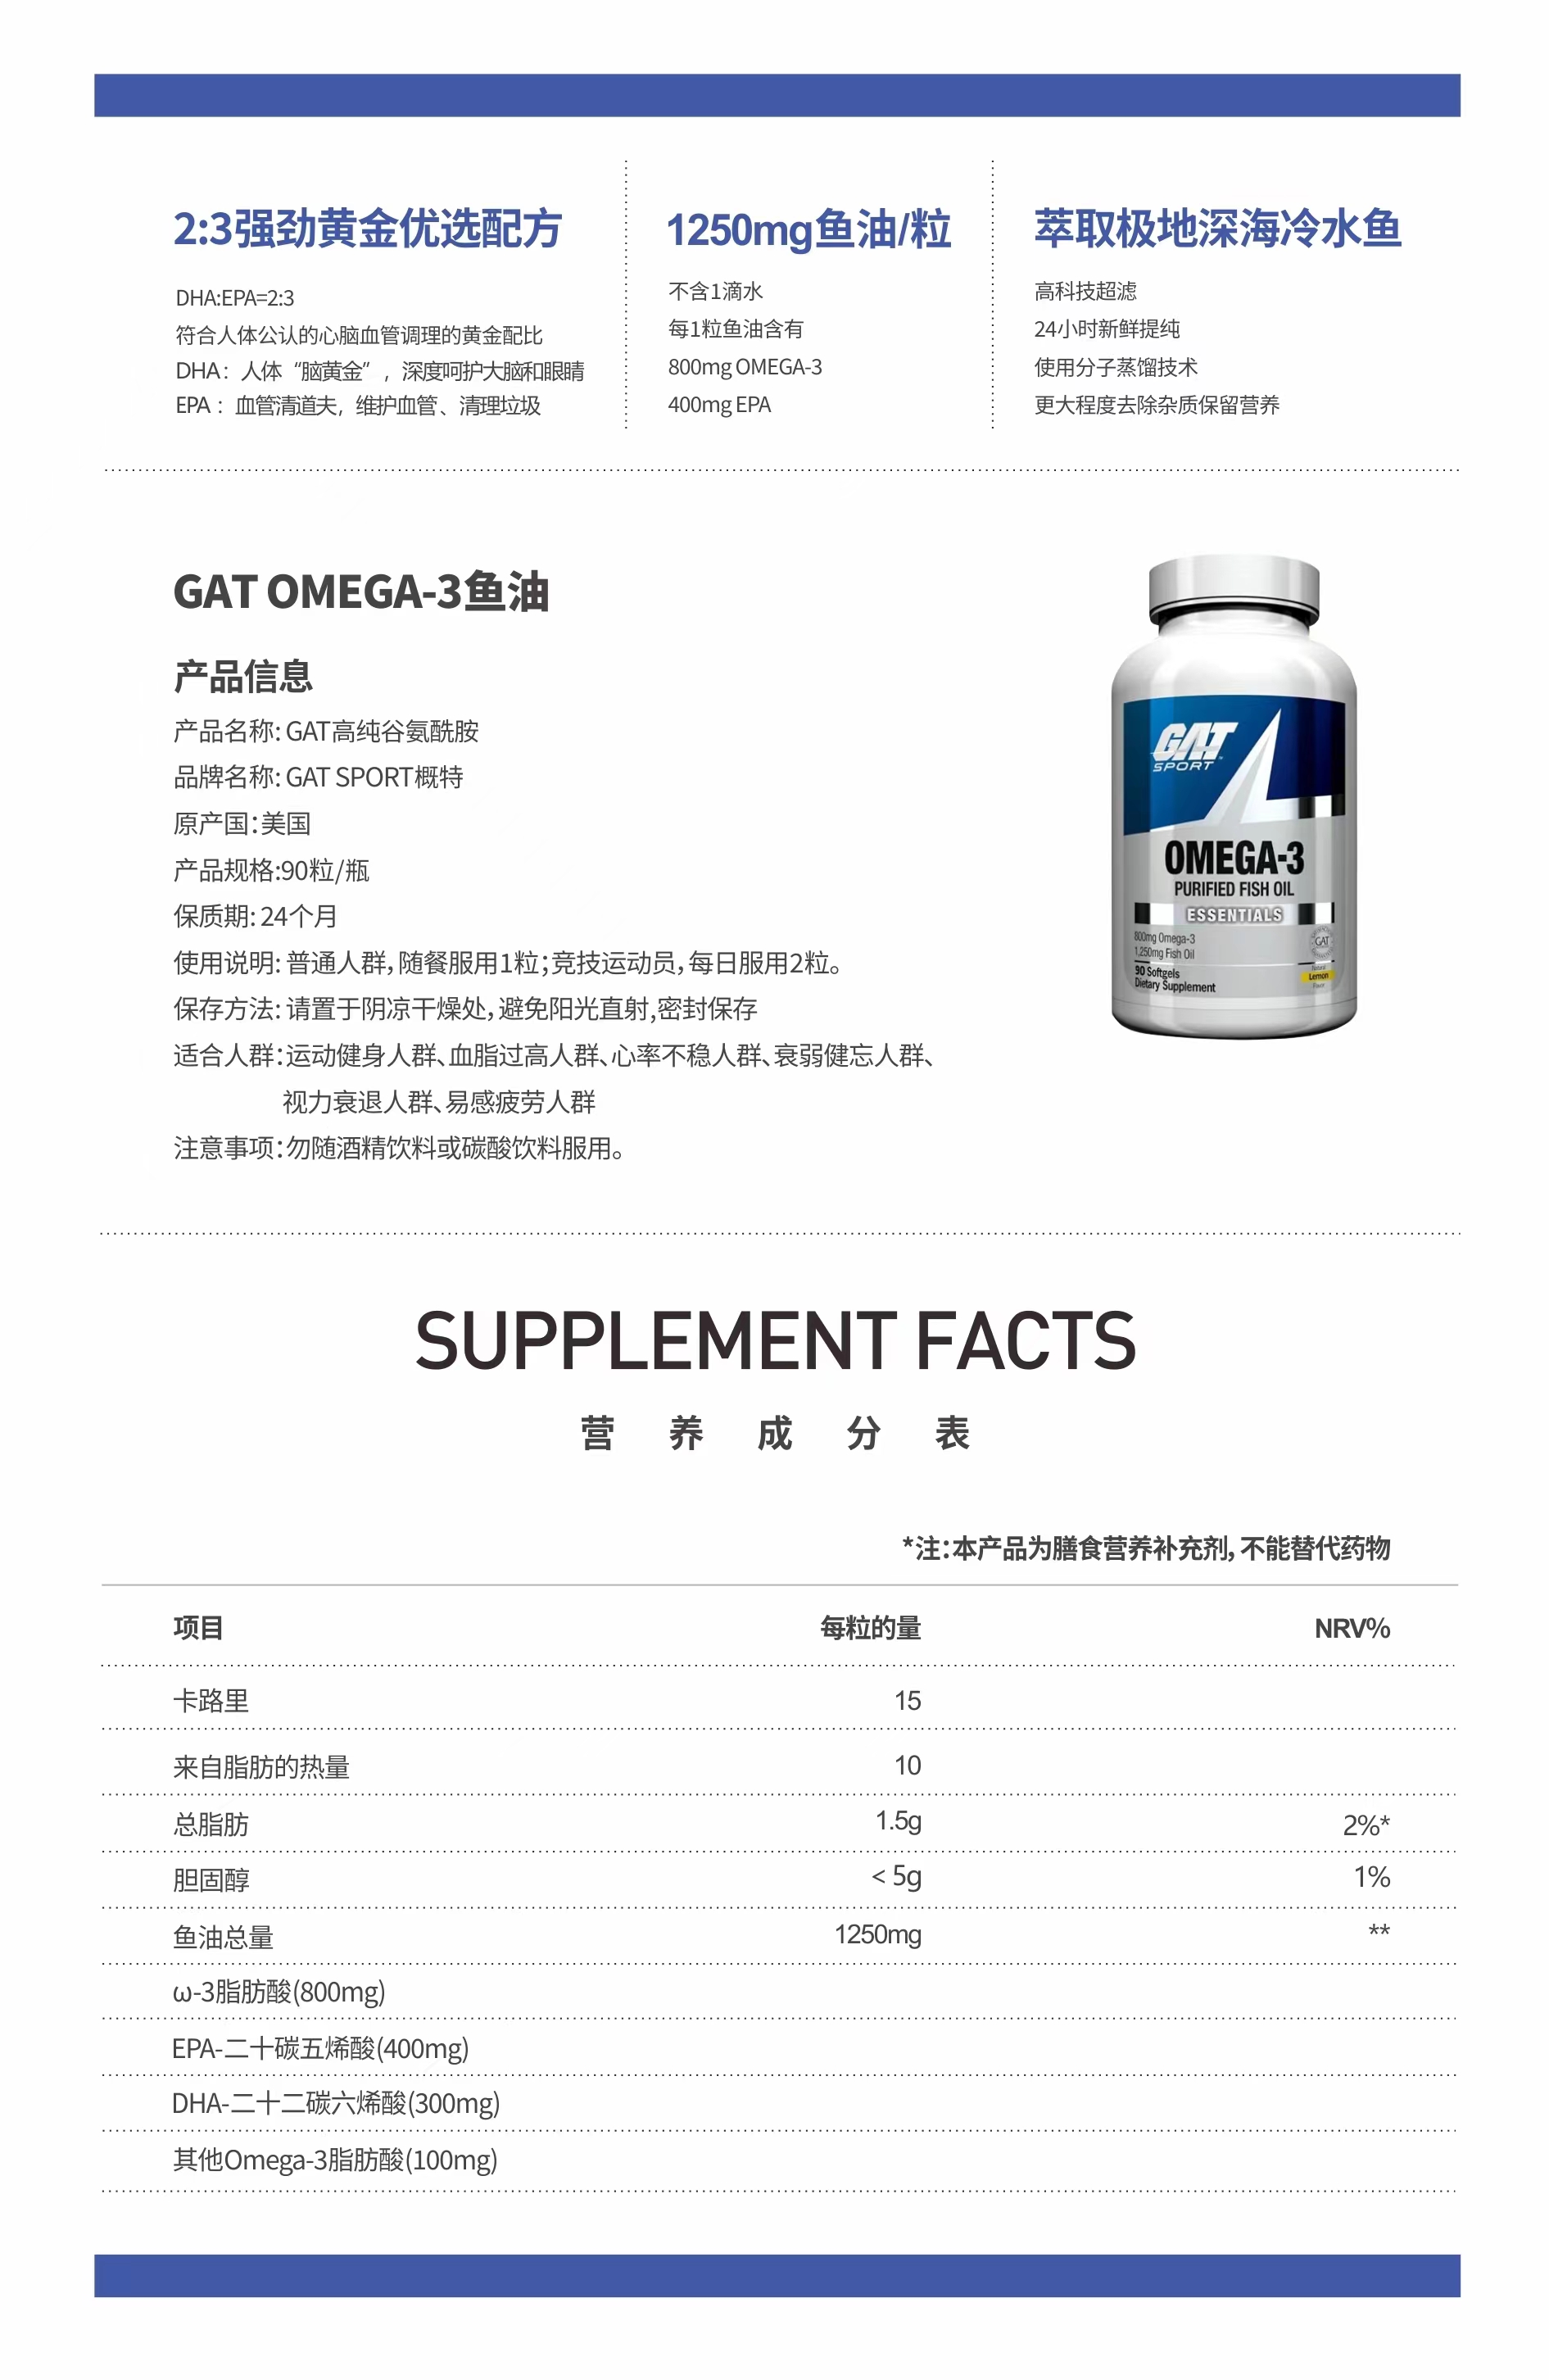 2:3强劲黄金优选配方
DHA:EPA=2:3
符合人体公认的心脑血管调理的黄金配比
DHA：人体“脑黄金”，深度呵护大脑和眼睛
EPA：血管清道夫，维护血管、清理垃圾
1250mg鱼油/粒
不含1滴水
每1粒鱼油含有
800mg OMEGA-3
400mg EPA
萃取极地深海冷水鱼
高科技超滤
24小时新鲜提纯
使用分子蒸馏技术
更大程度去除杂质保留营养
GAT OMEGA-3鱼油
产品信息
产品名称: GAT高纯谷氨酰胺
品牌名称: GAT SPORT概特
原产国：美国
产品规格:90粒/瓶
保质期: 24个月
使用说明: 普通人群，随餐服用1粒；竞技运动员，每日服用2粒。
保存方法: 请置于阴凉干燥处，避免阳光直射,密封保存
适合人群：运动健身人群、血脂过高人群、心率不稳人群、衰弱健忘人群、
视力衰退人群、易感疲劳人群
注意事项：勿随酒精饮料或碳酸饮料服用。
GAT
SPORT
OMEGA-3
PURIFIED FISH OIL
ESSENTIALS
800mg Omega-3
1,250mg Fish Oil
90 Softgels
Dietary Supplement
GAT
Natural
Lemon
Flavor
SUPPLEMENT FACTS
营养成分表
*注：本产品为膳食营养补充剂，不能替代药物
项目 每粒的量 NRV%
卡路里 15
来自脂肪的热量 10
总脂肪 1.5g 2%*
胆固醇 < 5g 1%
鱼油总量 1250mg **
ω-3脂肪酸(800mg)
EPA-二十碳五烯酸(400mg)
DHA-二十二碳六烯酸(300mg)
其他Omega-3脂肪酸(100mg)